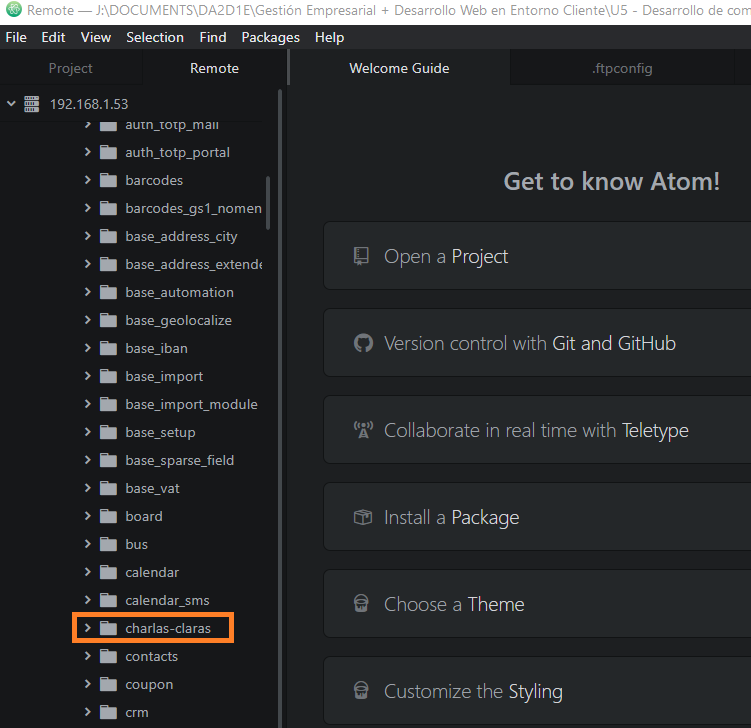 Remote — J:\DOCUMENTS\DA2D1E\Gestión Empresarial + Desarrollo Web en Entorno Cliente\U5 - Desarrollo de com
File Edit View Selection Find Packages Help
Project Remote Welcome Guide .ftpconfig
192.168.1.53
auth_totp_mail
auth_totp_portal
barcodes
barcodes_gs1_nomen
base_address_city
base_address_extende
base_automation
base_geolocalize
base_iban
base_import
base_import_module
base_setup
base_sparse_field
base_vat
board
bus
calendar
calendar_sms
charlas-claras
contacts
coupon
crm
Get to know Atom!
Open a Project
Version control with Git and GitHub
Collaborate in real time with Teletype
Install a Package
Choose a Theme
Customize the Styling